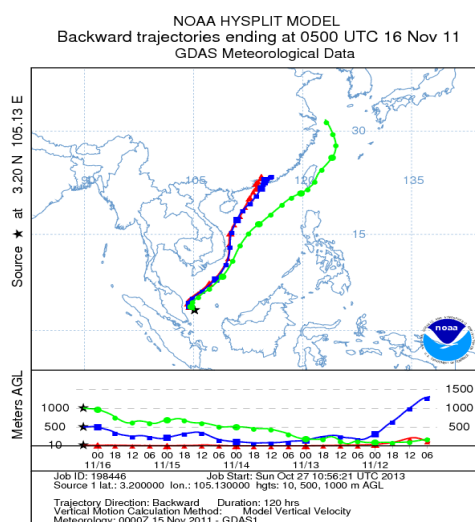 NOAA HYSPLIT MODEL
Backward trajectories ending at 0500 UTC 16 Nov 11
GDAS Meteorological Data
Source ★ at 3.20 N 105.13 E
30
90 105 120 135
15
noaa
Meters AGL
1500
1000 1000
500 500
10
00 18 12 06 00 18 12 06 00 18 12 06 00 18 12 06 00 18 12 06
11/16 11/15 11/14 11/13 11/12
Job ID: 198446 Job Start: Sun Oct 27 10:56:21 UTC 2013
Source 1 lat.: 3.200000 lon.: 105.130000 hgts: 10, 500, 1000 m AGL
Trajectory Direction: Backward Duration: 120 hrs
Vertical Motion Calculation Method: Model Vertical Velocity
Meteorology: 0000Z 15 Nov 2011 - GDAS1